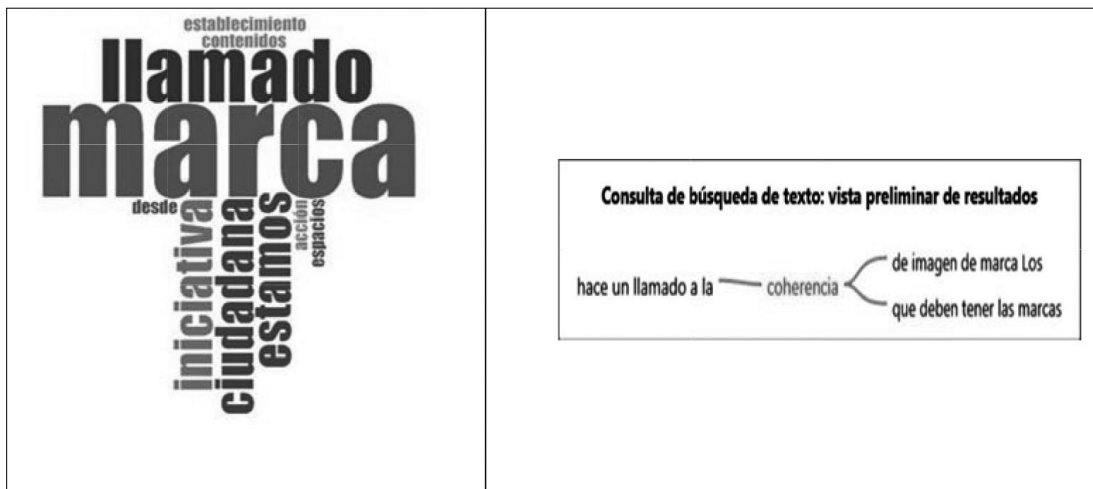 establecimiento
contenidos
llamado
marca
desde
iniciativa
ciudadana
estamos
acción
espacios
Consulta de búsqueda de texto: vista preliminar de resultados
hace un llamado a la
coherencia
de imagen de marca Los
que deben tener las marcas